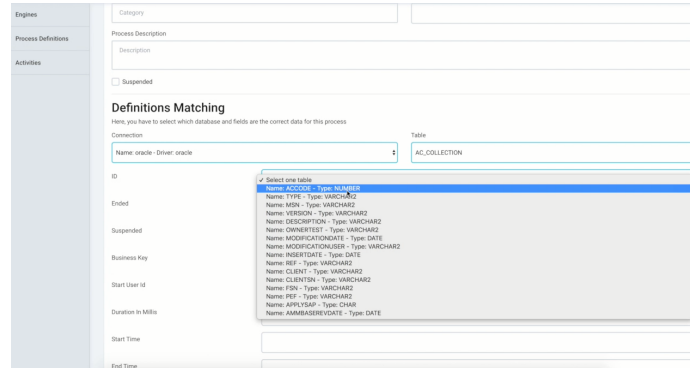 Engines
Category
Process Definitions
Process Description
Activities
Description
Suspended
Definitions Matching
Here, you have to select which database and fields are the correct data for this process
Connection
Table
Name: oracle - Driver: oracle
AC_COLLECTION
ID
✓ Select one table
Name: ACCODE - Type: NUMBER
Name: TYPE - Type: VARCHAR2
Name: MSN - Type: VARCHAR2
Name: VERSION - Type: VARCHAR2
Name: DESCRIPTION - Type: VARCHAR2
Name: OWNERTEST - Type: VARCHAR2
Name: MODIFICATIONDATE - Type: DATE
Name: MODIFICATIONUSER - Type: VARCHAR2
Name: INSERTDATE - Type: DATE
Name: REF - Type: VARCHAR2
Name: CLIENT - Type: VARCHAR2
Name: CLIENTSN - Type: VARCHAR2
Name: FSN - Type: VARCHAR2
Name: PEF - Type: VARCHAR2
Name: APPLYSAP - Type: CHAR
Name: AMMBASEREVDATE - Type: DATE
Ended
Suspended
Business Key
Start User Id
Duration In Millis
Start Time
End Time